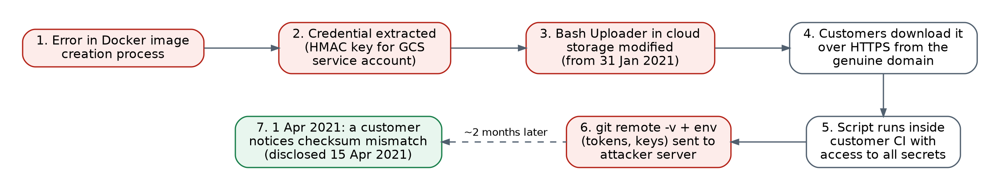 1. Error in Docker image
creation process
2. Credential extracted
(HMAC key for GCS
service account)
3. Bash Uploader in cloud
storage modified
(from 31 Jan 2021)
4. Customers download it
over HTTPS from the
genuine domain
5. Script runs inside
customer CI with
access to all secrets
6. git remote -v + env
(tokens, keys) sent to
attacker server
~2 months later
7. 1 Apr 2021: a customer
notices checksum mismatch
(disclosed 15 Apr 2021)